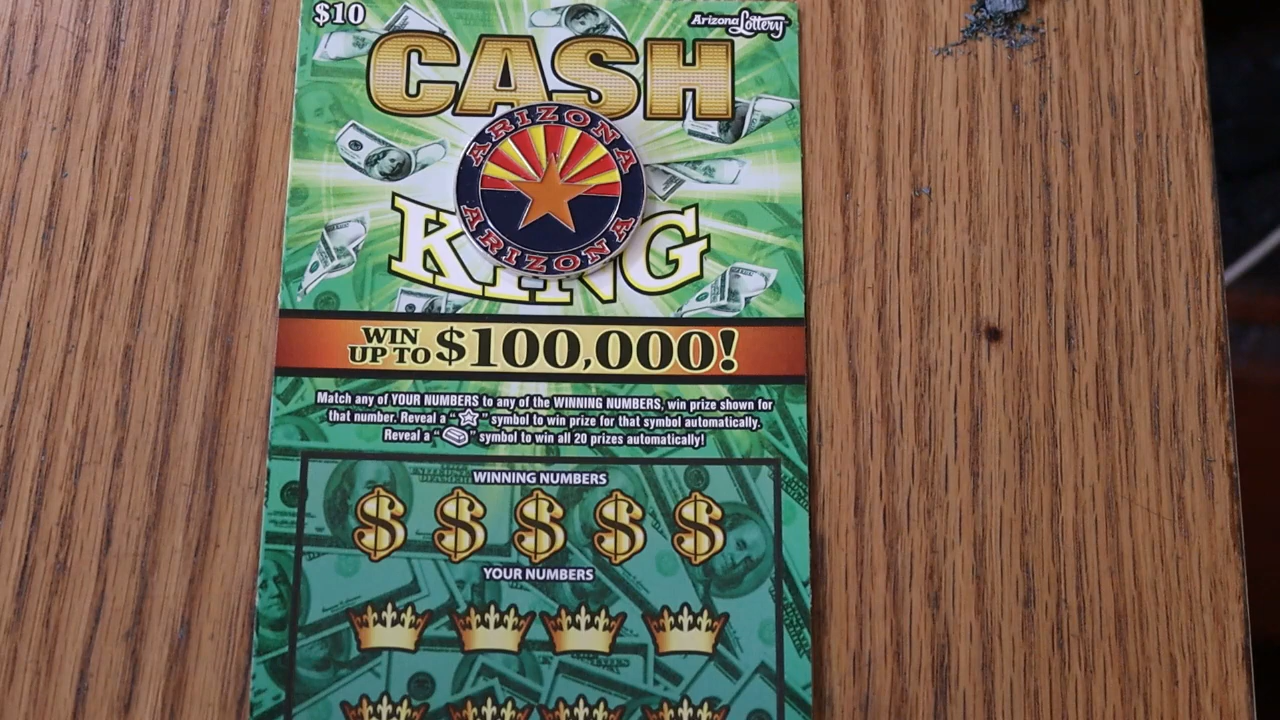 $10
Arizona Lottery™
CASH
ARIZONA
ARIZONA
KING
WIN
UP TO $100,000!
Match any of YOUR NUMBERS to any of the WINNING NUMBERS, win prize shown for
that number. Reveal a " " symbol to win prize for that symbol automatically.
Reveal a " " symbol to win all 20 prizes automatically!
WINNING NUMBERS
$ $ $ $ $
YOUR NUMBERS